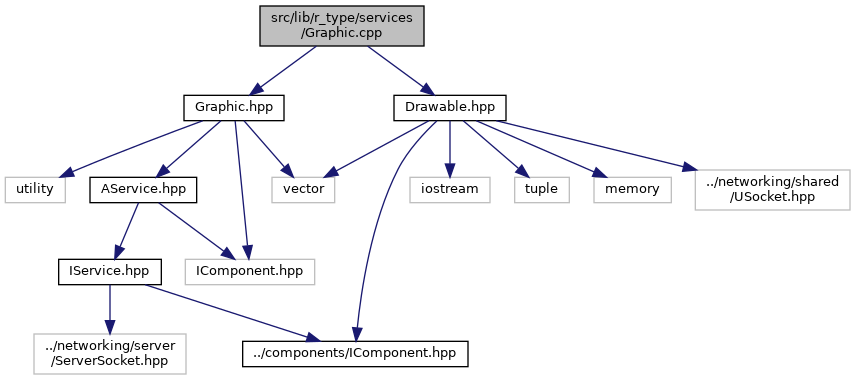 src/lib/r_type/services
/Graphic.cpp
Graphic.hpp
Drawable.hpp
utility
AService.hpp
vector
iostream
tuple
memory
../networking/shared
/USocket.hpp
IService.hpp
IComponent.hpp
../networking/server
/ServerSocket.hpp
../components/IComponent.hpp